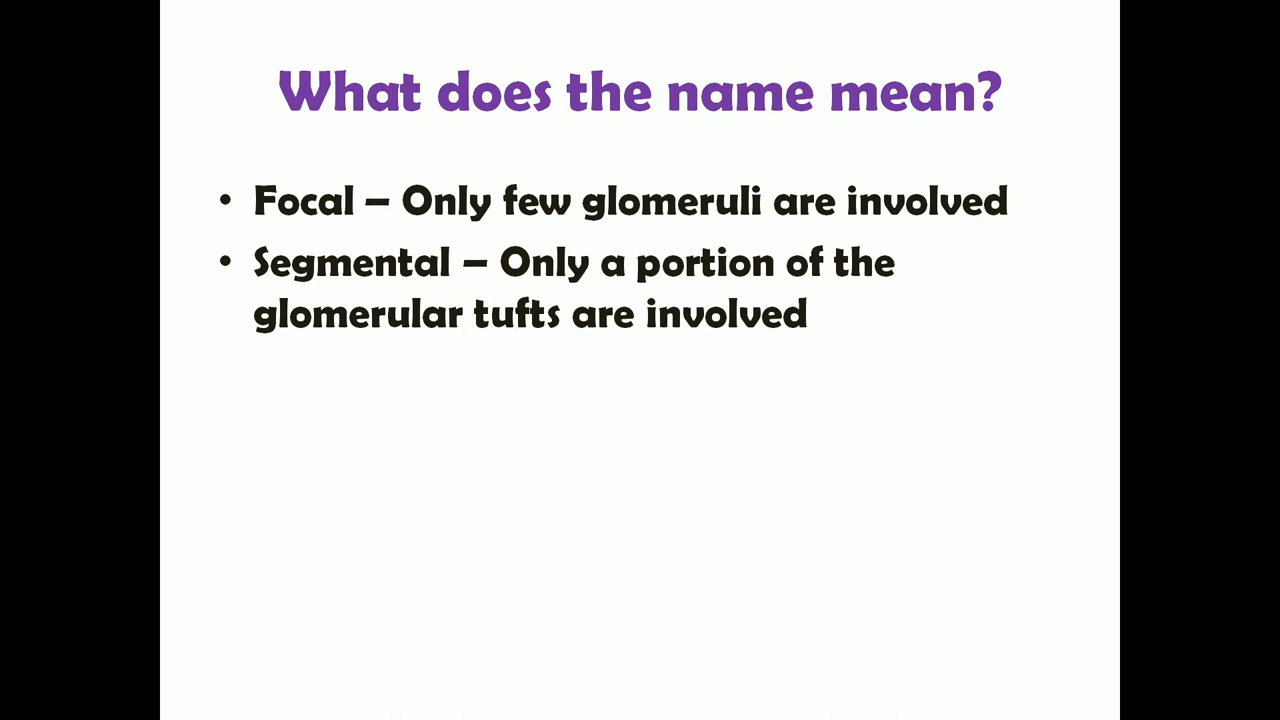 What does the name mean?
• Focal – Only few glomeruli are involved
• Segmental – Only a portion of the
glomerular tufts are involved